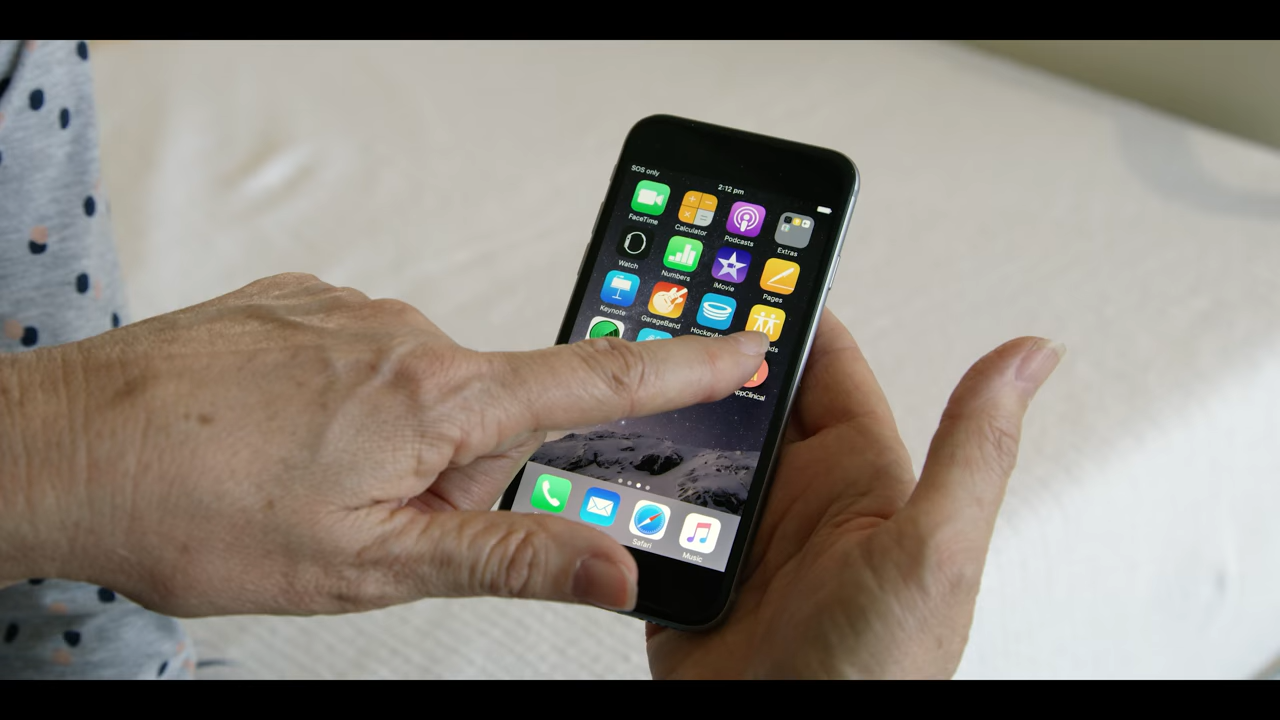 SOS only
2:12 pm
FaceTime
Calculator
Podcasts
Extras
Watch
Numbers
iMovie
Pages
Keynote
GarageBand
Safari
Music